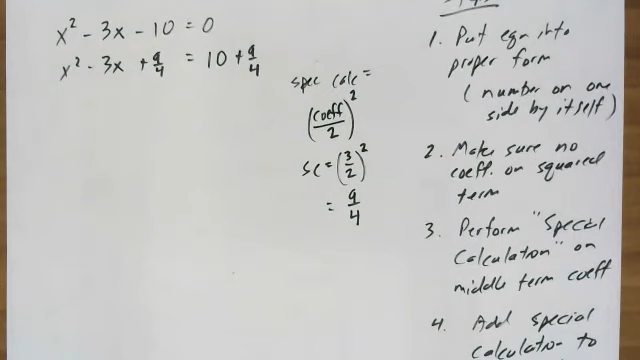 x² - 3x - 10 = 0
x² - 3x + 9/4 = 10 + 9/4
spec calc =
(coeff/2)²
sc = (3/2)²
= 9/4
1. Put eqn into
proper form
(number on one
side by itself)
2. Make sure no
coeff. on squared
term
3. Perform "Special
Calculation" on
middle term coeff
4. Add special
calculation to